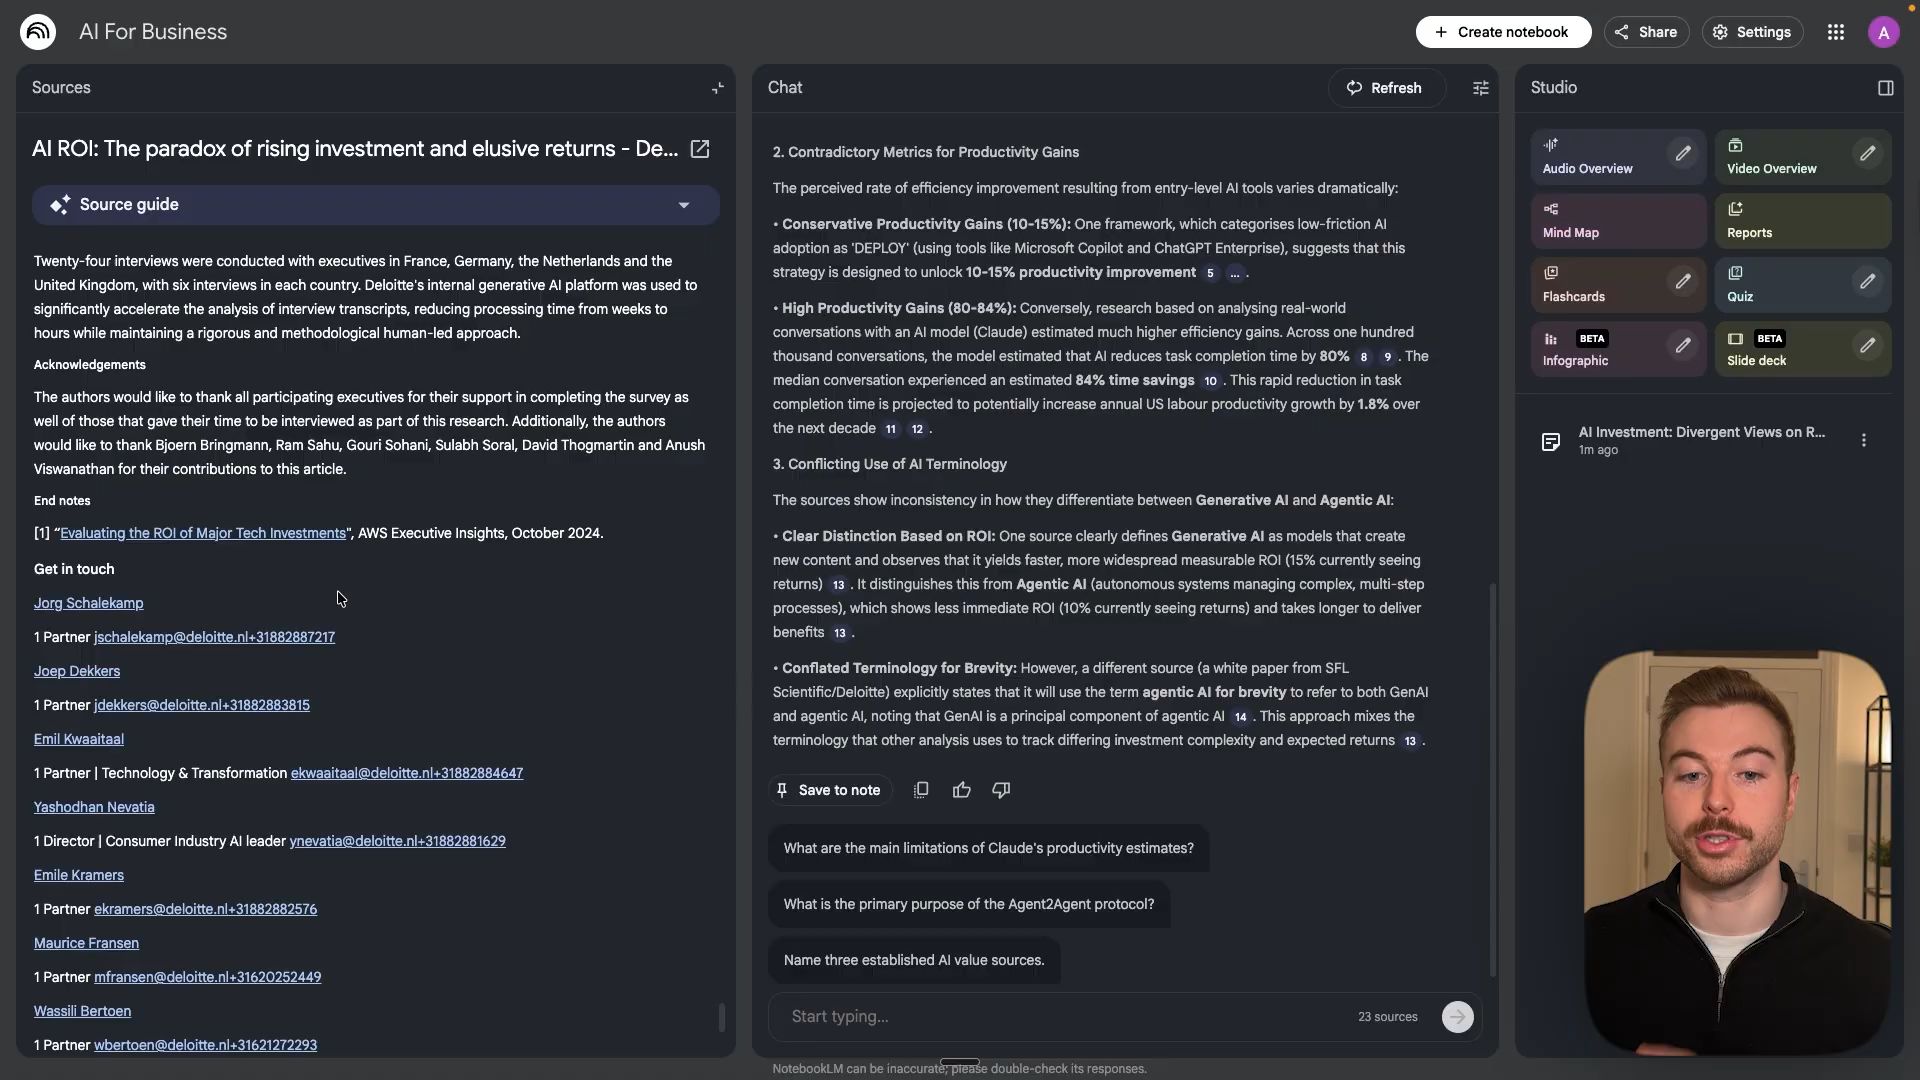 AI For Business
Create notebook
Share
Settings
A
Sources
AI ROI: The paradox of rising investment and elusive returns - De...
Source guide
Twenty-four interviews were conducted with executives in France, Germany, the Netherlands and the
United Kingdom, with six interviews in each country. Deloitte's internal generative AI platform was used to
significantly accelerate the analysis of interview transcripts, reducing processing time from weeks to
hours while maintaining a rigorous and methodological human-led approach.
Acknowledgements
The authors would like to thank all participating executives for their support in completing the survey as
well of those that gave their time to be interviewed as part of this research. Additionally, the authors
would like to thank Bjoern Bringmann, Ram Sahu, Gouri Sohani, Sulabh Soral, David Thogmartin and Anush
Viswanathan for their contributions to this article.
End notes
[1] “Evaluating the ROI of Major Tech Investments”, AWS Executive Insights, October 2024.
Get in touch
Jorg Schalekamp
1 Partner jschalekamp@deloitte.nl+31882887217
Joep Dekkers
1 Partner jdekkers@deloitte.nl+31882883815
Emil Kwaaitaal
1 Partner | Technology & Transformation ekwaaitaal@deloitte.nl+31882884647
Yashodhan Nevatia
1 Director | Consumer Industry AI leader ynevatia@deloitte.nl+31882881629
Emile Kramers
1 Partner ekramers@deloitte.nl+31882882576
Maurice Fransen
1 Partner mfransen@deloitte.nl+31620252449
Wassili Bertoen
1 Partner wbertoen@deloitte.nl+31621272293
Chat
Refresh
2. Contradictory Metrics for Productivity Gains
The perceived rate of efficiency improvement resulting from entry-level AI tools varies dramatically:
• Conservative Productivity Gains (10-15%): One framework, which categorises low-friction AI
adoption as 'DEPLOY' (using tools like Microsoft Copilot and ChatGPT Enterprise), suggests that this
strategy is designed to unlock 10-15% productivity improvement 5 ... .
• High Productivity Gains (80-84%): Conversely, research based on analysing real-world
conversations with an AI model (Claude) estimated much higher efficiency gains. Across one hundred
thousand conversations, the model estimated that AI reduces task completion time by 80% 8 9 . The
median conversation experienced an estimated 84% time savings 10 . This rapid reduction in task
completion time is projected to potentially increase annual US labour productivity growth by 1.8% over
the next decade 11 12 .
3. Conflicting Use of AI Terminology
The sources show inconsistency in how they differentiate between Generative AI and Agentic AI:
• Clear Distinction Based on ROI: One source clearly defines Generative AI as models that create
new content and observes that it yields faster, more widespread measurable ROI (15% currently seeing
returns) 13 . It distinguishes this from Agentic AI (autonomous systems managing complex, multi-step
processes), which shows less immediate ROI (10% currently seeing returns) and takes longer to deliver
benefits 13 .
• Conflated Terminology for Brevity: However, a different source (a white paper from SFL
Scientific/Deloitte) explicitly states that it will use the term agentic AI for brevity to refer to both GenAI
and agentic AI, noting that GenAI is a principal component of agentic AI 14 . This approach mixes the
terminology that other analysis uses to track differing investment complexity and expected returns 13 .
Save to note
What are the main limitations of Claude's productivity estimates?
What is the primary purpose of the Agent2Agent protocol?
Name three established AI value sources.
Start typing...
23 sources
NotebookLM can be inaccurate; please double-check its responses.
Studio
Audio Overview
Video Overview
Mind Map
Reports
Flashcards
Quiz
BETA
Infographic
BETA
Slide deck
AI Investment: Divergent Views on R...
1m ago